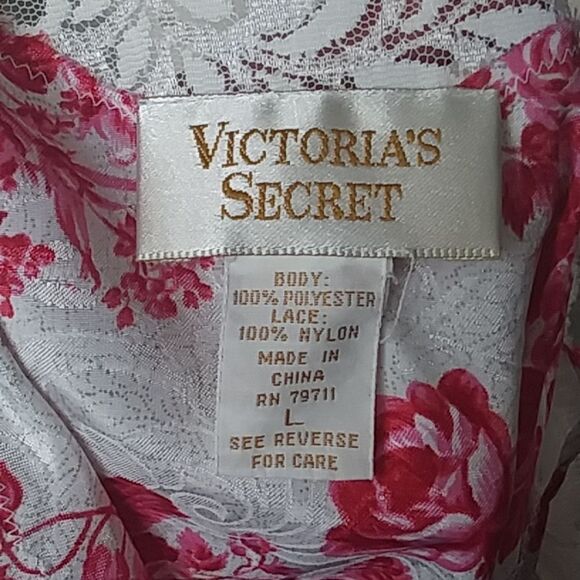 VICTORIA'S
SECRET
BODY:
100% POLYESTER
LACE:
100% NYLON
MADE IN
CHINA
RN 79711
L
SEE REVERSE
FOR CARE